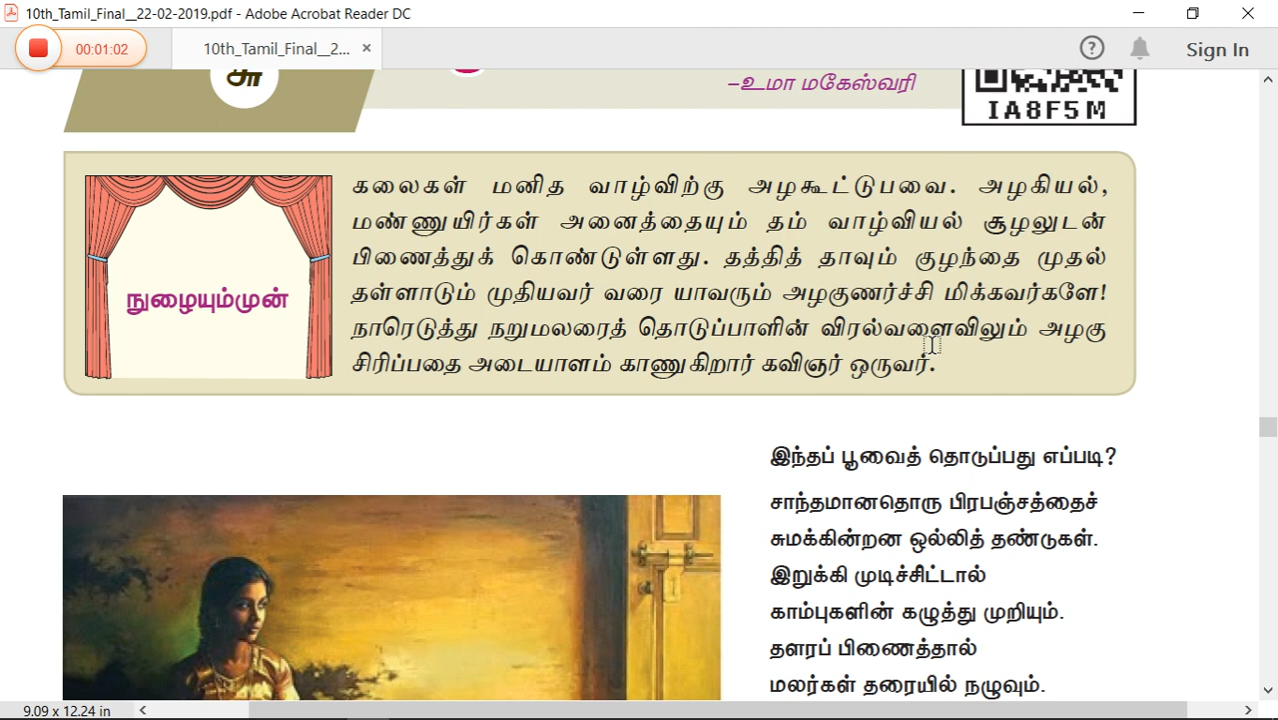 10th_Tamil_Final__22-02-2019.pdf - Adobe Acrobat Reader DC
00:01:02
10th_Tamil_Final__2...
Sign In
–உமா மகேஸ்வரி
IA8F5M
நுழையும்முன்
கலைகள் மனித வாழ்விற்கு அழகூட்டுபவை. அழகியல்,
மண்ணுயிர்கள் அனைத்தையும் தம் வாழ்வியல் சூழலுடன்
பிணைத்துக் கொண்டுள்ளது. தத்தித் தாவும் குழந்தை முதல்
தள்ளாடும் முதியவர் வரை யாவரும் அழகுணர்ச்சி மிக்கவர்களே!
நாரெடுத்து நறுமலரைத் தொடுப்பாளின் விரல்வளைவிலும் அழகு
சிரிப்பதை அடையாளம் காணுகிறார் கவிஞர் ஒருவர்.
இந்தப் பூவைத் தொடுப்பது எப்படி?
சாந்தமானதொரு பிரபஞ்சத்தைச்
சுமக்கின்றன ஒல்லித் தண்டுகள்.
இறுக்கி முடிச்சிட்டால்
காம்புகளின் கழுத்து முறியும்.
தளரப் பிணைத்தால்
மலர்கள் தரையில் நழுவும்.
9.09 x 12.24 in